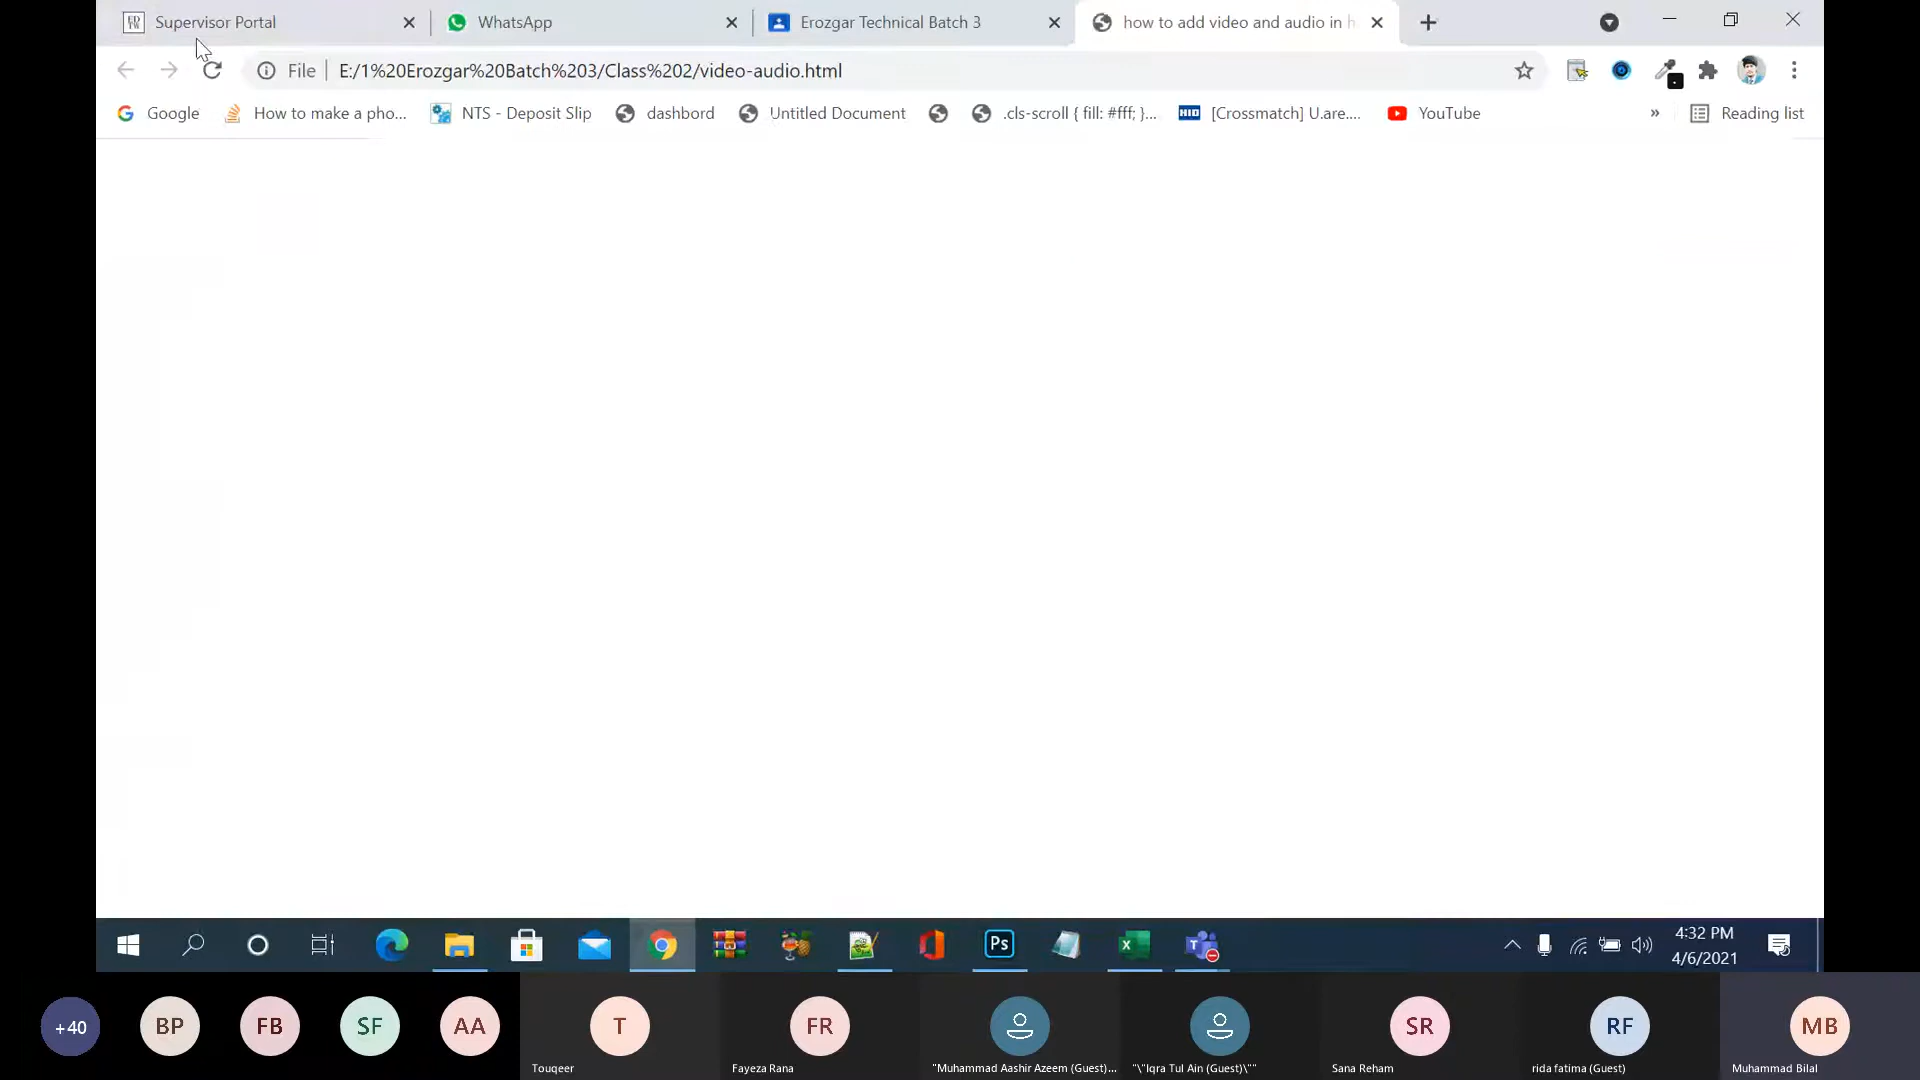 Supervisor Portal
WhatsApp
Erozgar Technical Batch 3
how to add video and audio in h
File
E:/1%20Erozgar%20Batch%203/Class%202/video-audio.html
Google
How to make a pho...
NTS - Deposit Slip
dashbord
Untitled Document
.cls-scroll { fill: #fff; }...
HID
[Crossmatch] U.are....
YouTube
»
Reading list
Ps
4:32 PM
4/6/2021
+40
BP
FB
SF
AA
T
FR
SR
RF
MB
Touqeer
Fayeza Rana
"Muhammad Aashir Azeem (Guest)...
"\"Iqra Tul Ain (Guest)\""
Sana Reham
rida fatima (Guest)
Muhammad Bilal